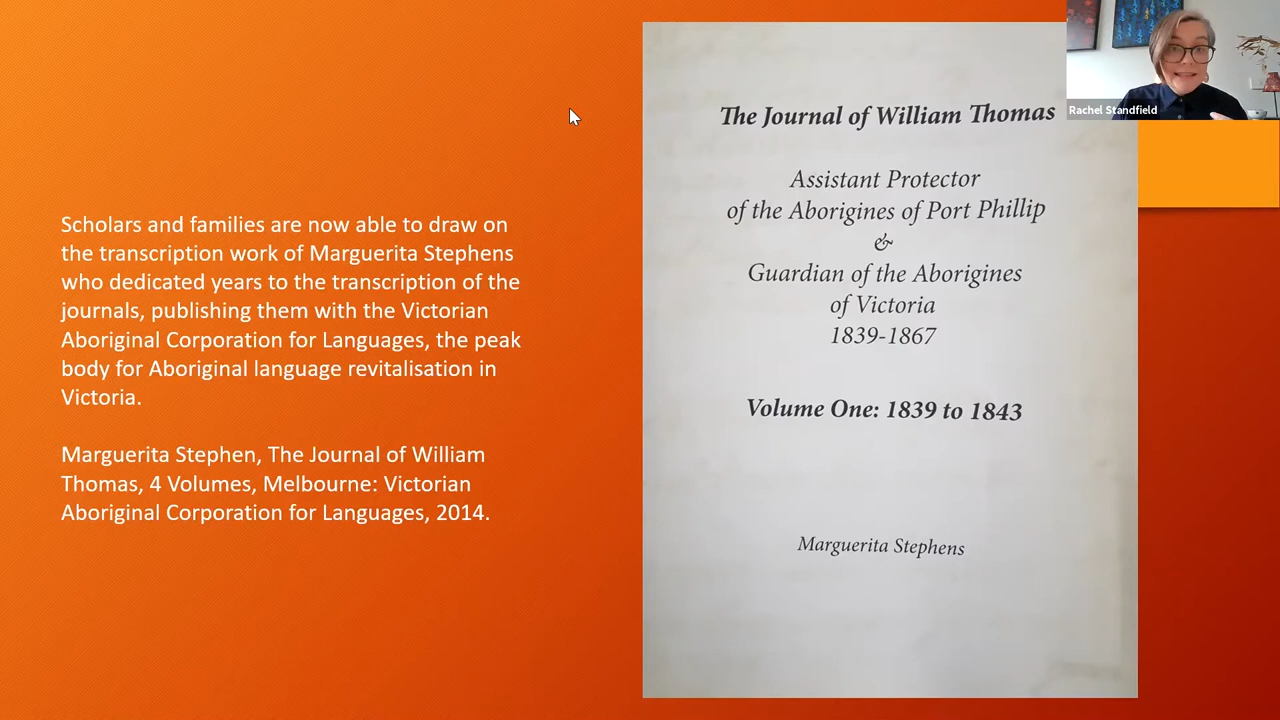 Scholars and families are now able to draw on
the transcription work of Marguerita Stephens
who dedicated years to the transcription of the
journals, publishing them with the Victorian
Aboriginal Corporation for Languages, the peak
body for Aboriginal language revitalisation in
Victoria.
Marguerita Stephen, The Journal of William
Thomas, 4 Volumes, Melbourne: Victorian
Aboriginal Corporation for Languages, 2014.
The Journal of William Thomas
Assistant Protector
of the Aborigines of Port Phillip
&
Guardian of the Aborigines
of Victoria
1839-1867
Volume One: 1839 to 1843
Marguerita Stephens
Rachel Standfield